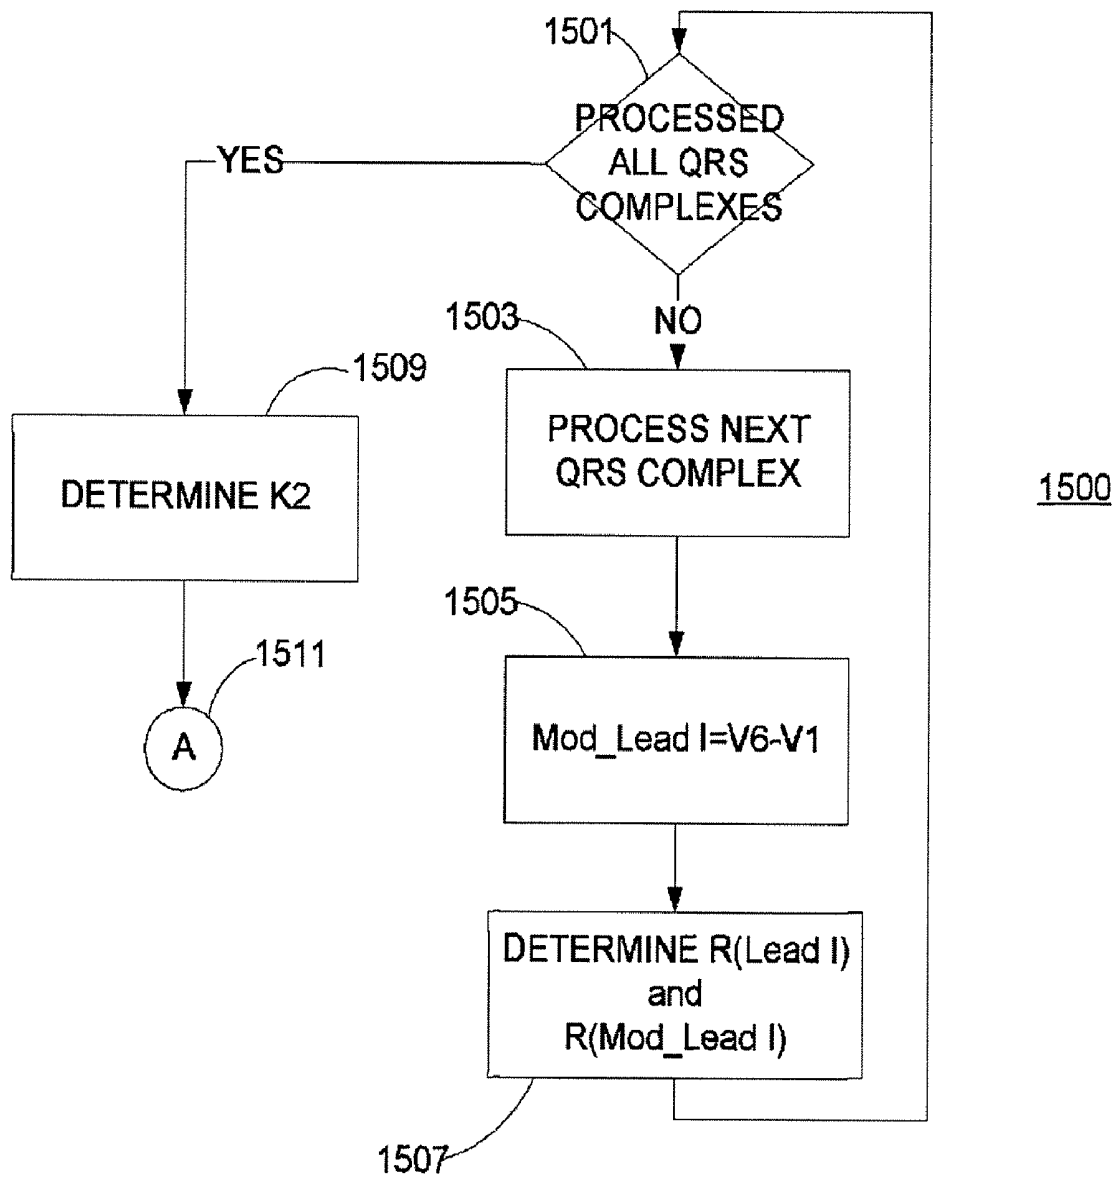 1501
PROCESSED
ALL QRS
COMPLEXES
YES
NO
1503
PROCESS NEXT
QRS COMPLEX
1509
DETERMINE K2
1500
1505
Mod_Lead I=V6-V1
1511
A
DETERMINE R(Lead I)
and
R(Mod_Lead I)
1507